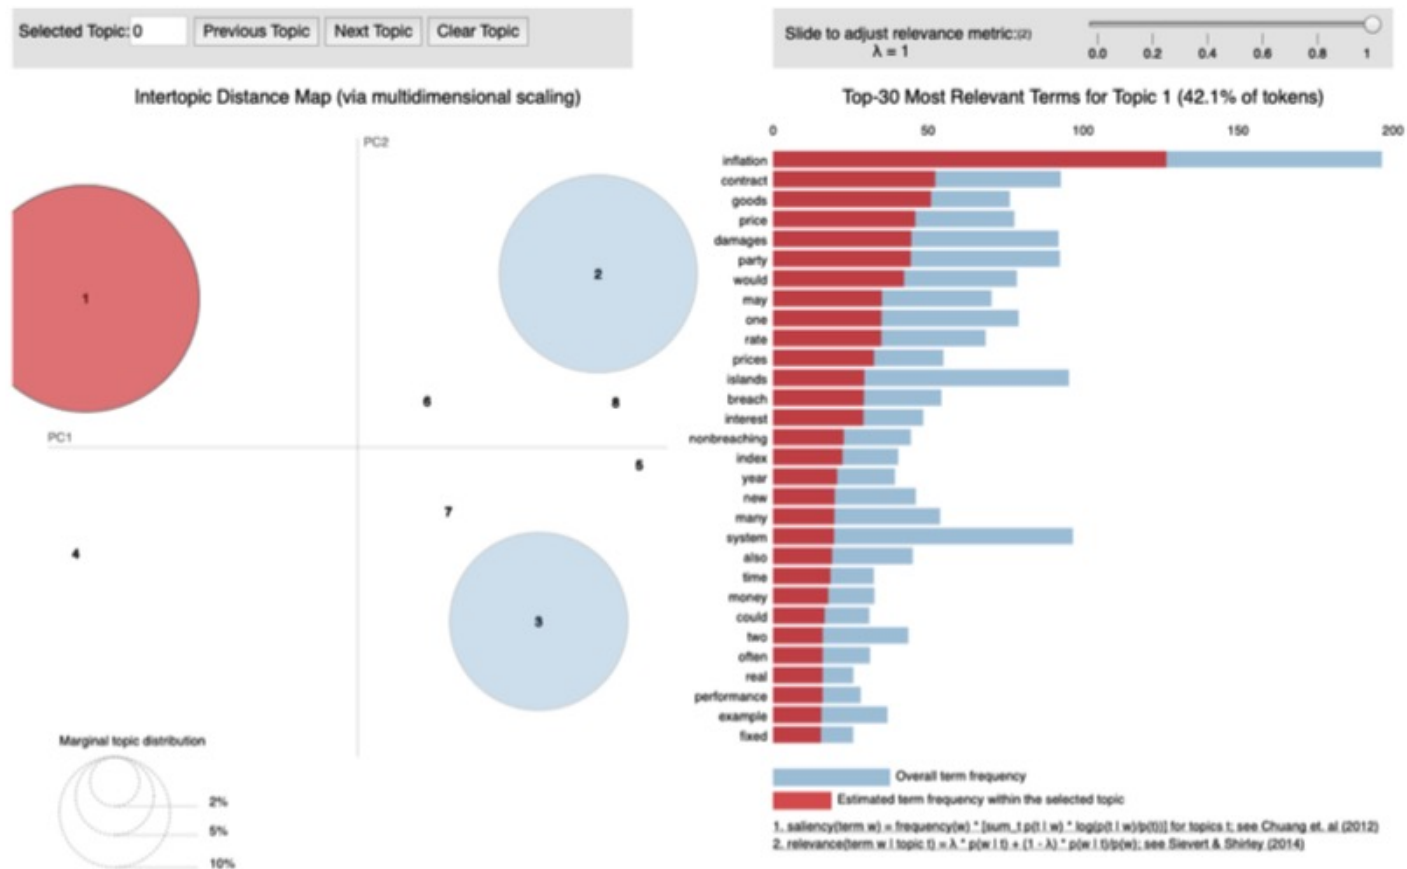 Selected Topic: 0 Previous Topic Next Topic Clear Topic
Slide to adjust relevance metric:(2)
λ = 1
0.0 0.2 0.4 0.6 0.8 1
Intertopic Distance Map (via multidimensional scaling)
PC2
PC1
1
2
6
8
5
7
4
3
Marginal topic distribution
2%
5%
10%
Top-30 Most Relevant Terms for Topic 1 (42.1% of tokens)
0 50 100 150 200
inflation
contract
goods
price
damages
party
would
may
one
rate
prices
islands
breach
interest
nonbreaching
index
year
new
many
system
also
time
money
could
two
often
real
performance
example
fixed
Overall term frequency
Estimated term frequency within the selected topic
1. saliency(term w) = frequency(w) * [sum_t p(t | w) * log(p(t | w)/p(t))] for topics t; see Chuang et. al (2012)
2. relevance(term w | topic t) = λ * p(w | t) + (1 - λ) * p(w | t)/p(w); see Sievert & Shirley (2014)